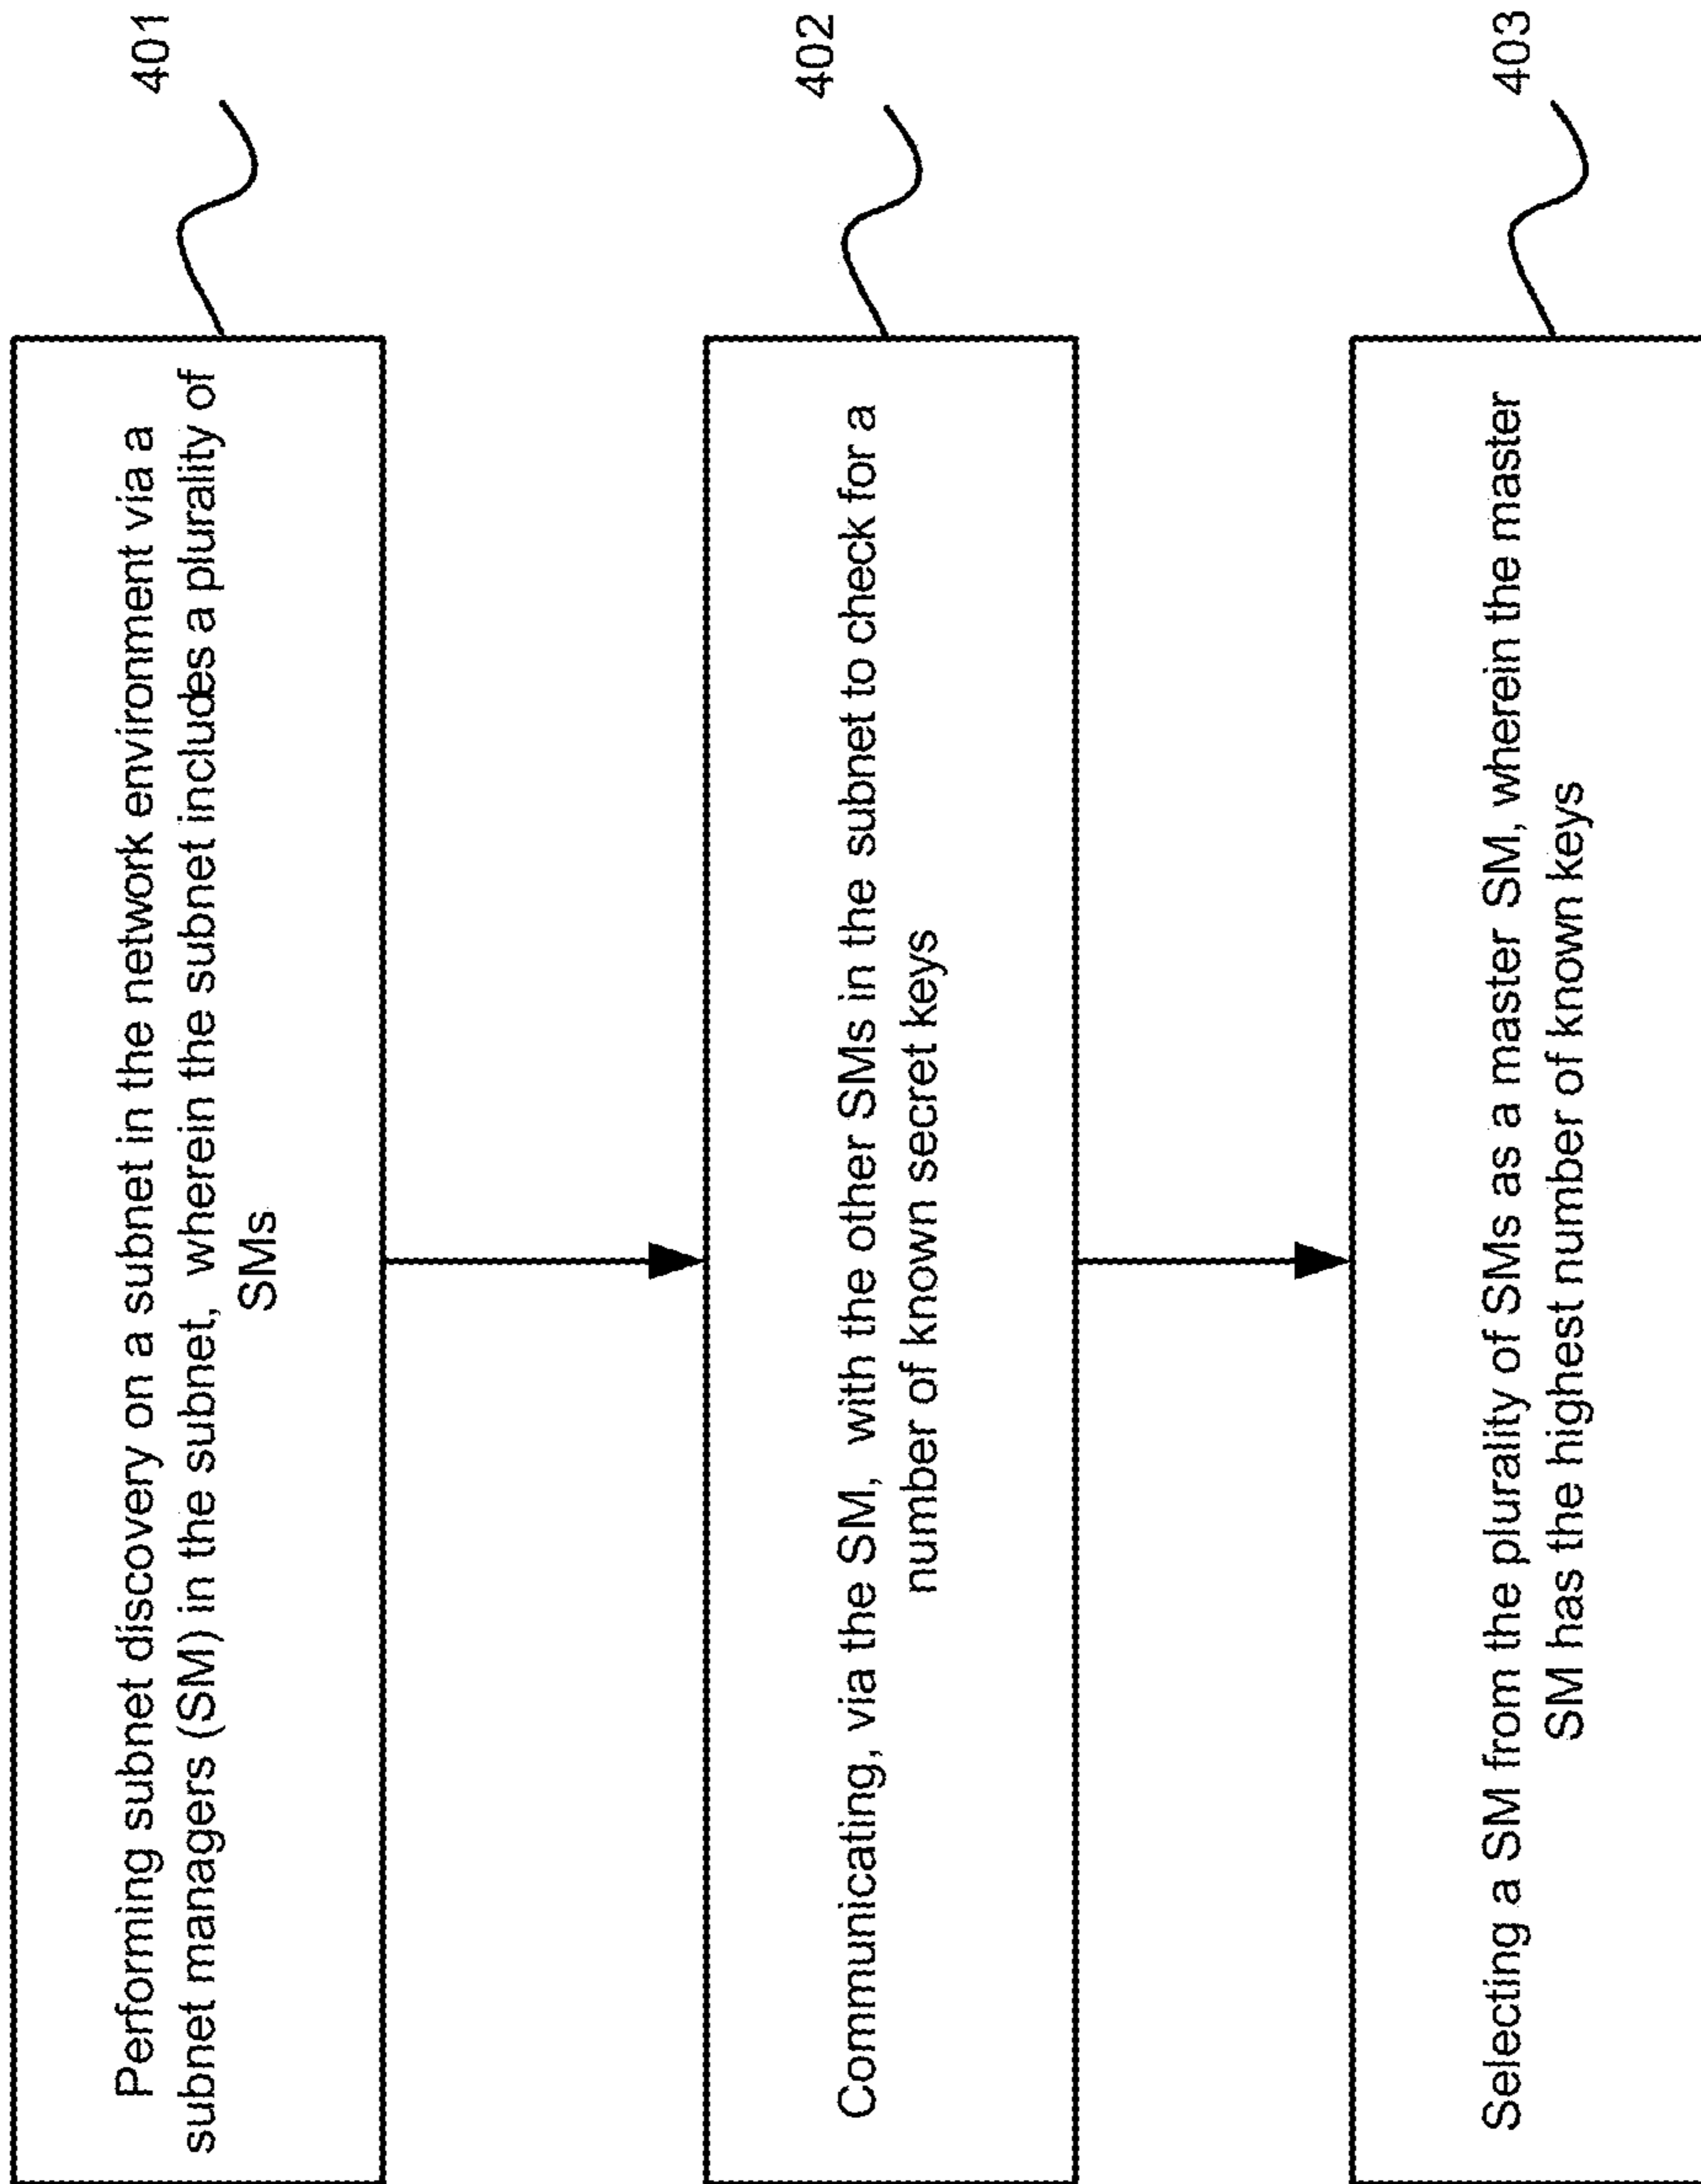 401
Performing subnet discovery on a subnet in the network environment via a
subnet managers (SM) in the subnet, wherein the subnet includes a plurality of
SMs
402
Communicating, via the SM, with the other SMs in the subnet to check for a
number of known secret keys
403
Selecting a SM from the plurality of SMs as a master SM, wherein the master
SM has the highest number of known keys